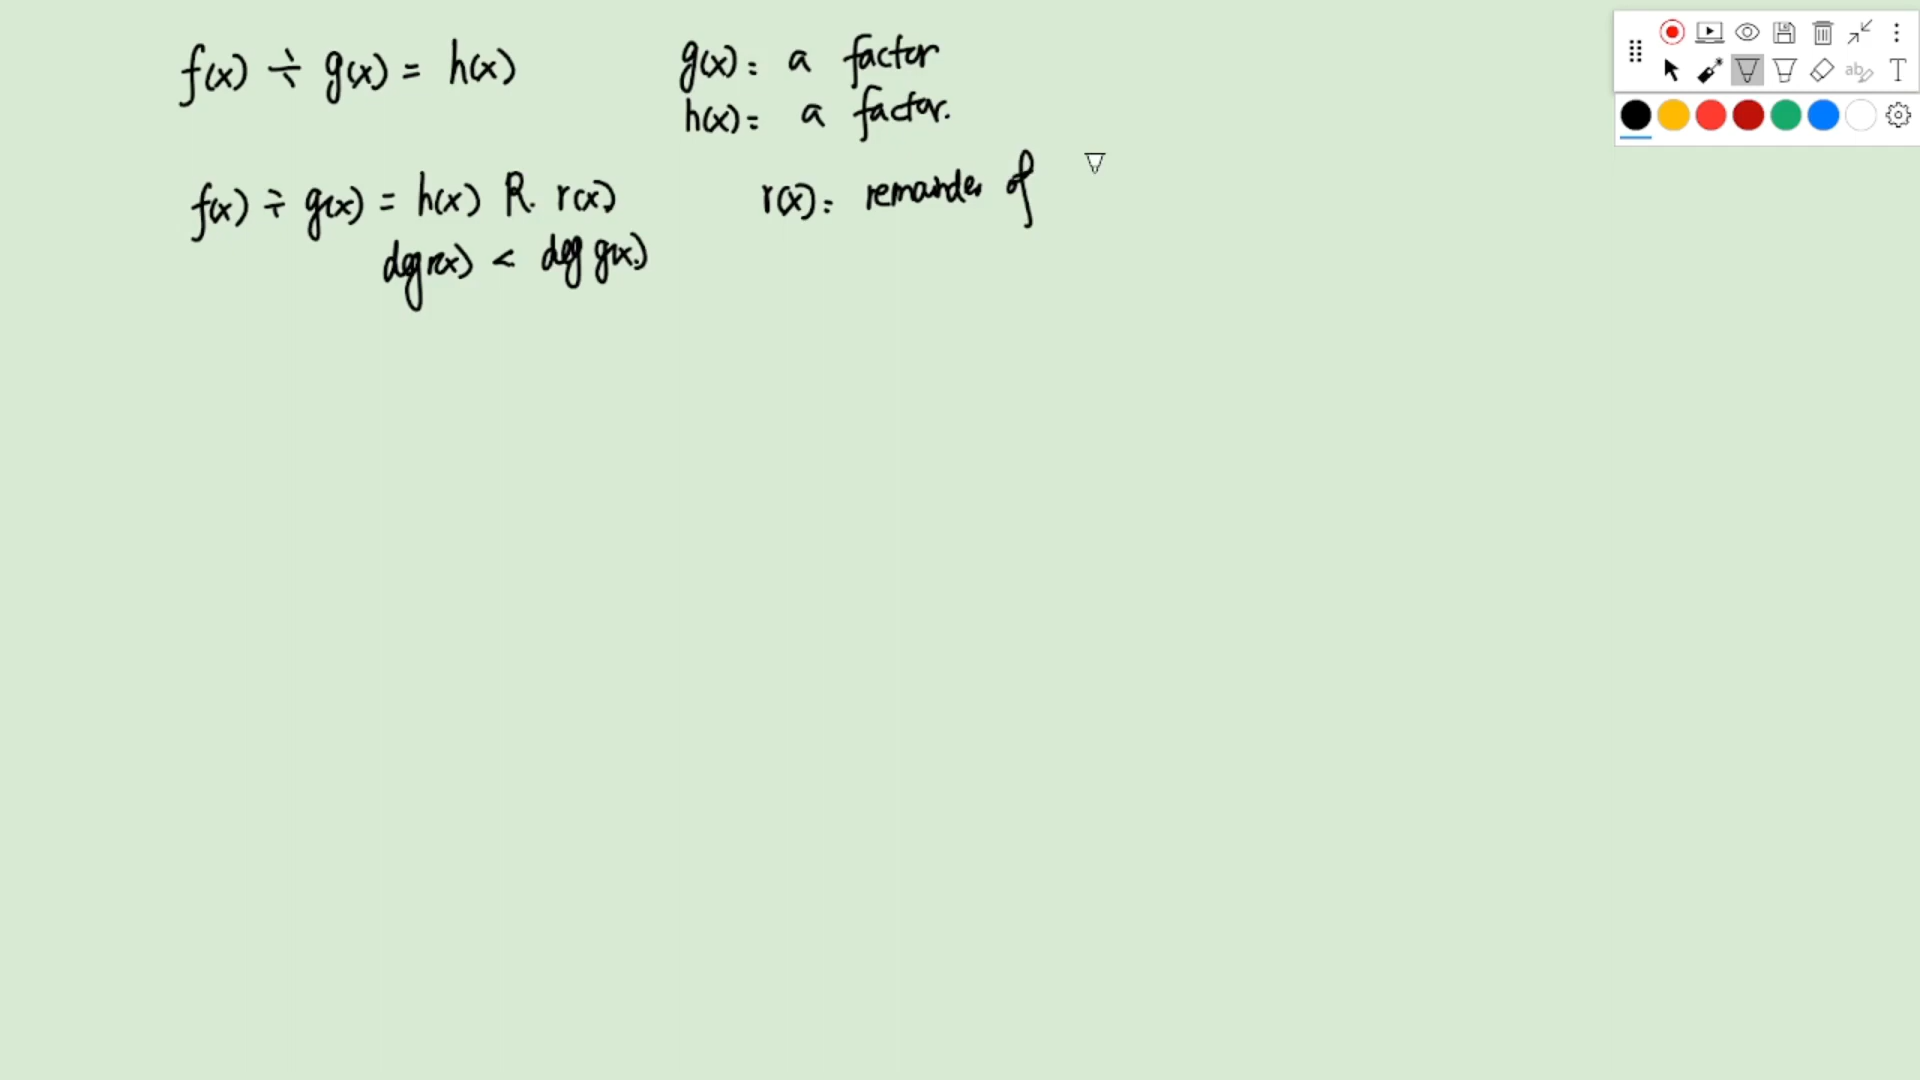 f(x) ÷ g(x) = h(x)
g(x) = a factor
h(x) = a factor.
f(x) ÷ g(x) = h(x) R. r(x)
r(x) = remainder of
deg r(x) < deg g(x)
T